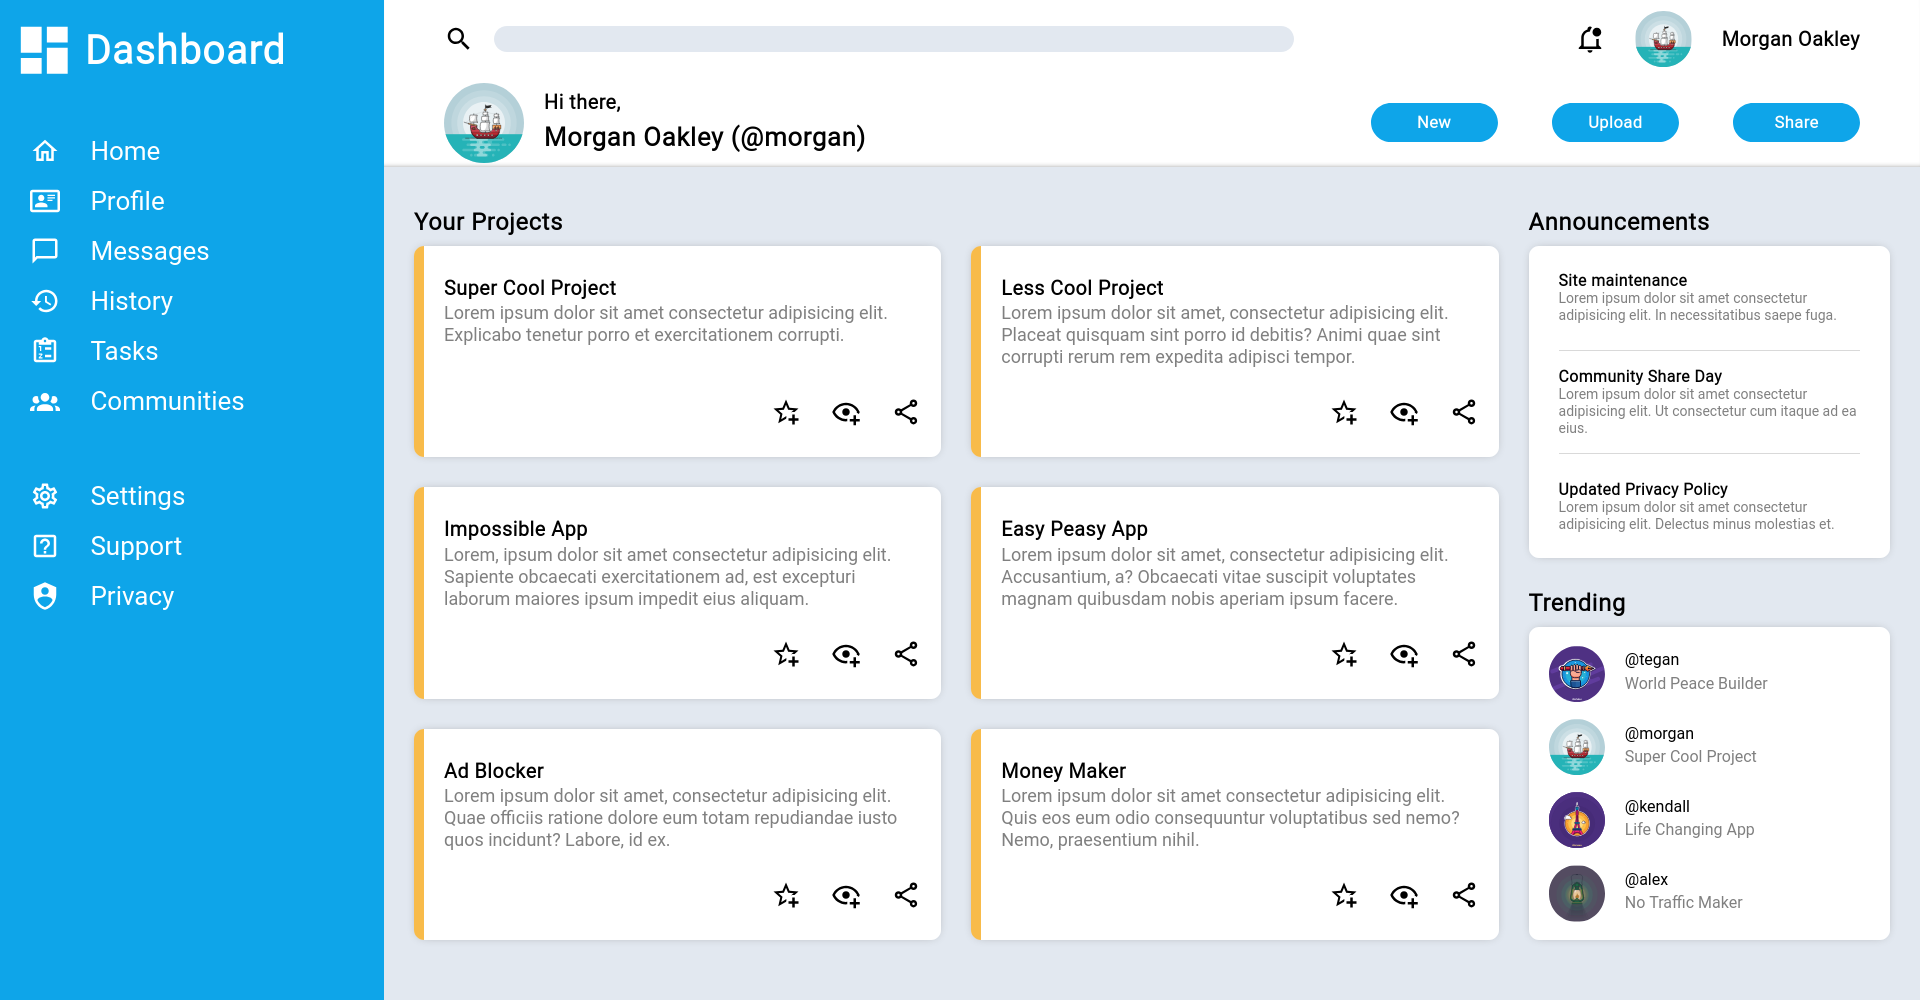 Dashboard
Home
Profile
Messages
History
Tasks
Communities
Settings
Support
Privacy
Morgan Oakley
Hi there,
Morgan Oakley (@morgan)
New
Upload
Share
Your Projects
Super Cool Project
Lorem ipsum dolor sit amet consectetur adipisicing elit.
Explicabo tenetur porro et exercitationem corrupti.
Less Cool Project
Lorem ipsum dolor sit amet, consectetur adipisicing elit.
Placeat quisquam sint porro id debitis? Animi quae sint
corrupti rerum rem expedita adipisci tempor.
Impossible App
Lorem, ipsum dolor sit amet consectetur adipisicing elit.
Sapiente obcaecati exercitationem ad, est excepturi
laborum maiores ipsum impedit eius aliquam.
Easy Peasy App
Lorem ipsum dolor sit amet, consectetur adipisicing elit.
Accusantium, a? Obcaecati vitae suscipit voluptates
magnam quibusdam nobis aperiam ipsum facere.
Ad Blocker
Lorem ipsum dolor sit amet, consectetur adipisicing elit.
Quae officiis ratione dolore eum totam repudiandae iusto
quos incidunt? Labore, id ex.
Money Maker
Lorem ipsum dolor sit amet consectetur adipisicing elit.
Quis eos eum odio consequuntur voluptatibus sed nemo?
Nemo, praesentium nihil.
Announcements
Site maintenance
Lorem ipsum dolor sit amet consectetur
adipisicing elit. In necessitatibus saepe fuga.
Community Share Day
Lorem ipsum dolor sit amet consectetur
adipisicing elit. Ut consectetur cum itaque ad ea
eius.
Updated Privacy Policy
Lorem ipsum dolor sit amet consectetur
adipisicing elit. Delectus minus molestias et.
Trending
@tegan
World Peace Builder
@morgan
Super Cool Project
@kendall
Life Changing App
@alex
No Traffic Maker